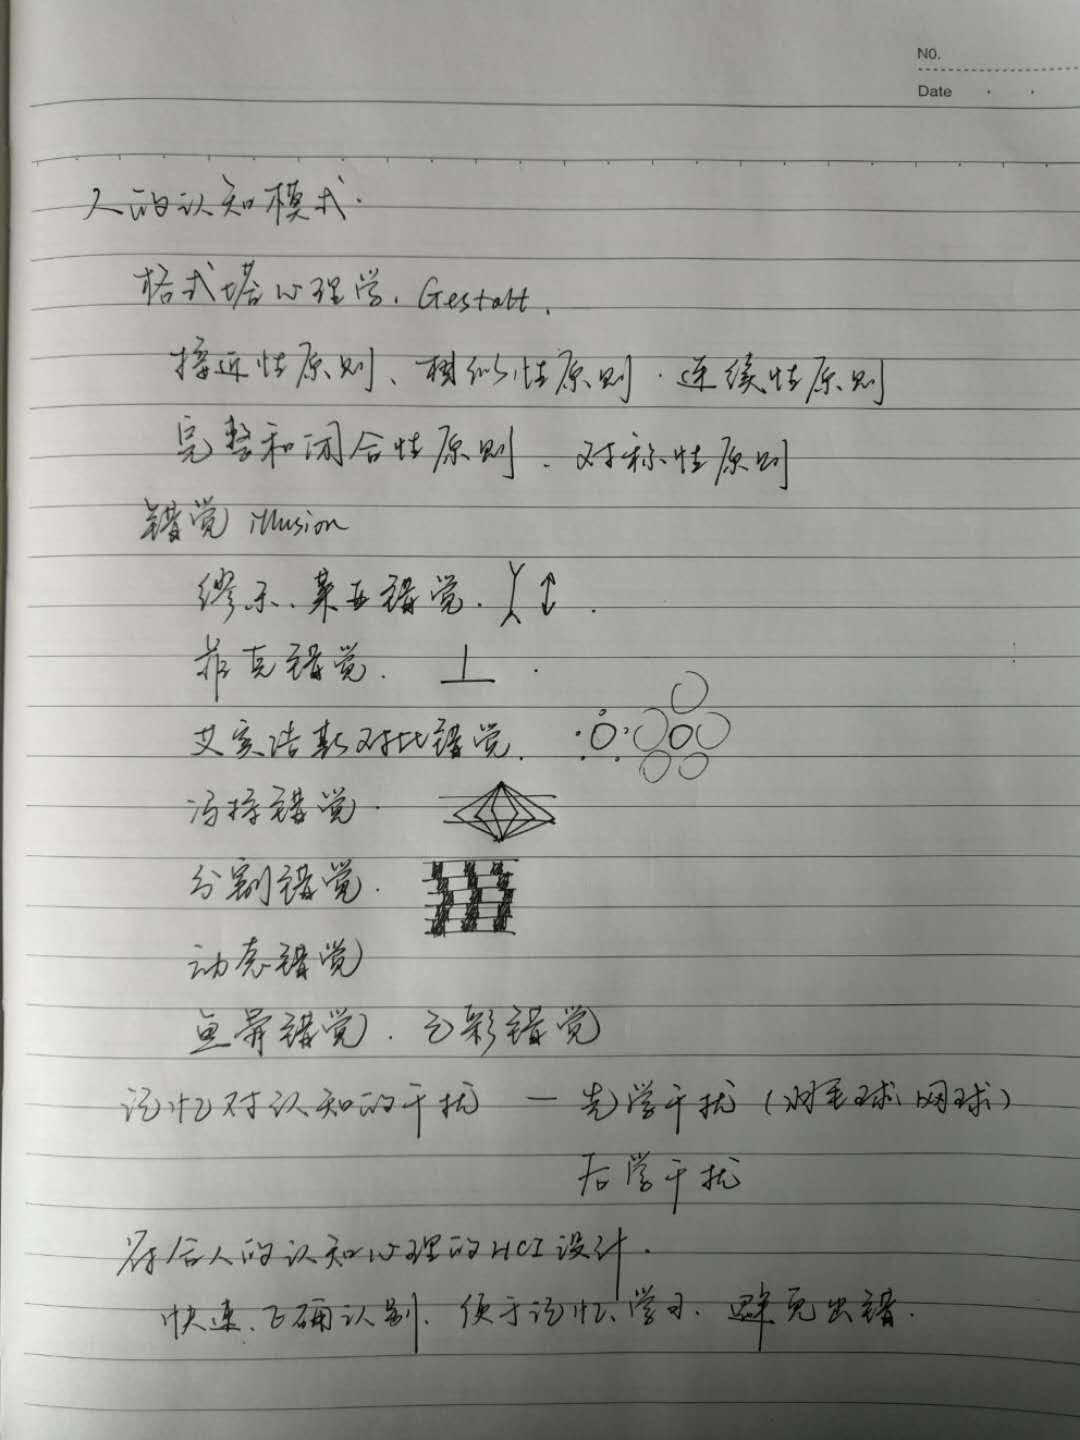 NO.
Date
人的认知模式.
格式塔心理学. Gestalt.
接近性原则、相似性原则.连续性原则
完整和闭合性原则.对称性原则
错觉 illusion
缪氏.莱亚错觉.
菲克错觉.
艾宾浩斯对比错觉.
冯特错觉.
分割错觉.
动态错觉
鱼骨错觉.色彩错觉
记忆对认知的干扰 — 先学干扰(羽毛球 网球)
后学干扰
符合人的认知心理的HCI设计.
快速、正确认别.便于记忆、学习.避免出错.